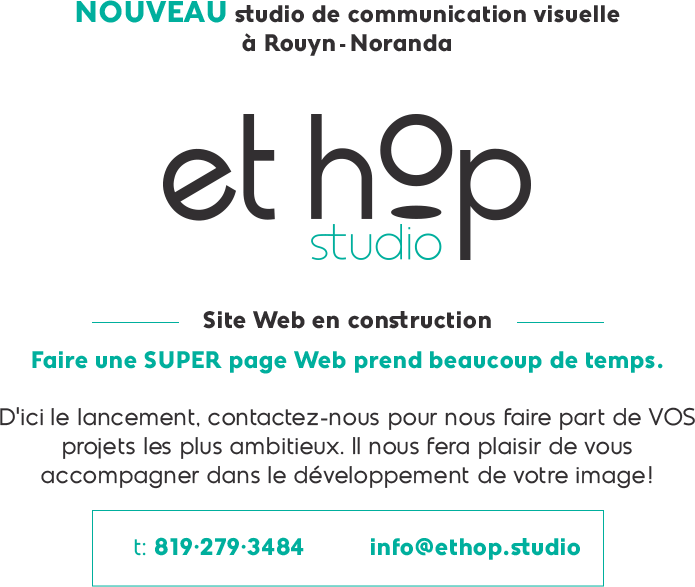 NOUVEAU studio de communication visuelle
à Rouyn-Noranda
et hop
studio
Site Web en construction
Faire une SUPER page Web prend beaucoup de temps.
D'ici le lancement, contactez-nous pour nous faire part de VOS
projets les plus ambitieux. Il nous fera plaisir de vous
accompagner dans le développement de votre image!
t: 819·279·3484 info@ethop.studio